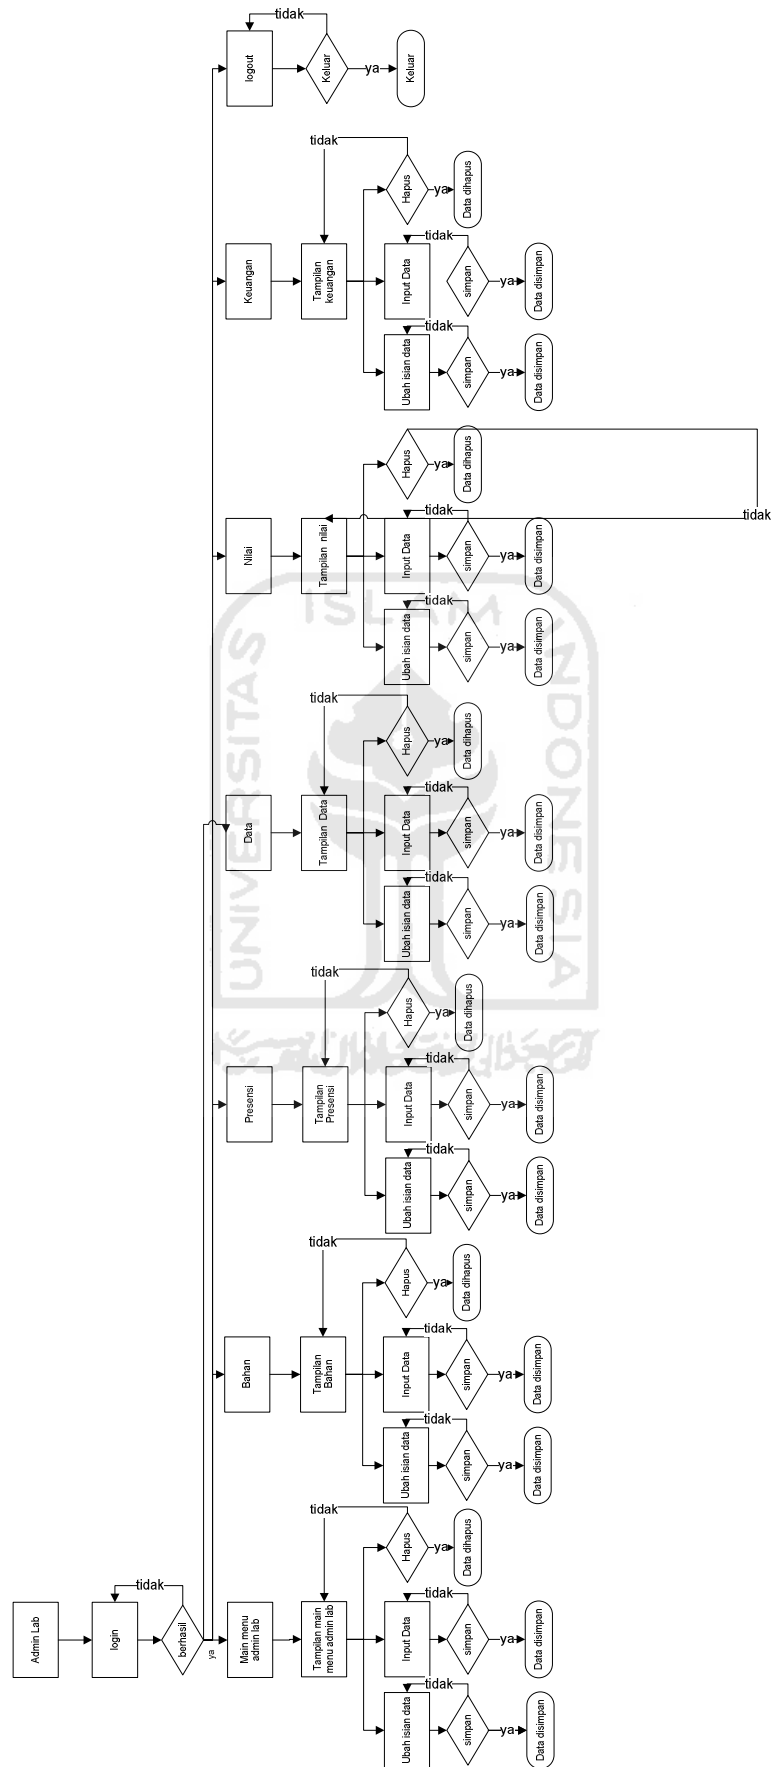 Admin Lab
login
tidak
berhasil
ya
Main menu
admin lab
Tampilan main
menu admin lab
Ubah isian data
tidak
simpan
ya
Data disimpan
Input Data
tidak
simpan
ya
Data disimpan
tidak
Hapus
ya
Data dihapus
Bahan
Tampilan
Bahan
Ubah isian data
tidak
simpan
ya
Data disimpan
Input Data
tidak
simpan
ya
Data disimpan
tidak
Hapus
ya
Data dihapus
Presensi
Tampilan
Presensi
Ubah isian data
tidak
simpan
ya
Data disimpan
Input Data
tidak
simpan
ya
Data disimpan
tidak
Hapus
ya
Data dihapus
Data
Tampilan Data
Ubah isian data
tidak
simpan
ya
Data disimpan
Input Data
tidak
simpan
ya
Data disimpan
tidak
Hapus
ya
Data dihapus
Nilai
Tampilan nilai
Ubah isian data
tidak
simpan
ya
Data disimpan
Input Data
tidak
simpan
ya
Data disimpan
tidak
Hapus
ya
Data dihapus
Keuangan
Tampilan
keuangan
Ubah isian data
tidak
simpan
ya
Data disimpan
Input Data
tidak
simpan
ya
Data disimpan
tidak
Hapus
ya
Data dihapus
logout
tidak
Keluar
ya
Keluar
UNIVERSITAS
ISLAM
INDONESIA